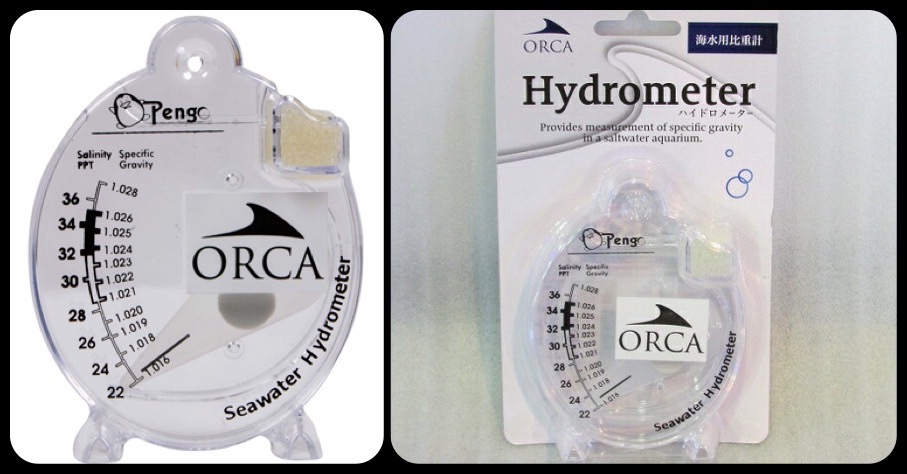 Pengo
Salinity Specific
PPT Gravity
1.028
36
1.026
34
1.025
32
1.024
1.023
30
1.022
1.021
28
1.020
1.019
26
1.018
24
1.016
22
ORCA
Seawater Hydrometer
ORCA
海水用比重計
Hydrometer
ハイドロメーター
Provides measurement of specific gravity
in a saltwater aquarium.
Pengo
Salinity Specific
PPT Gravity
1.028
36
1.026
34
1.025
32
1.024
1.023
30
1.022
1.021
28
1.020
1.019
26
1.018
24
1.016
22
ORCA
Seawater Hydrometer